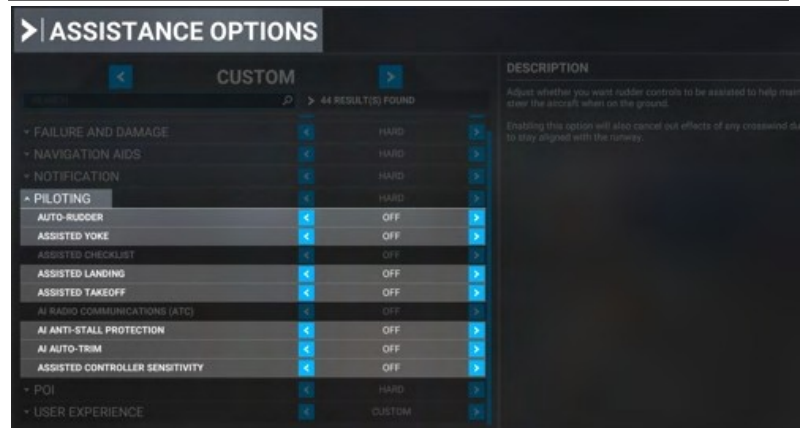 ASSISTANCE OPTIONS
CUSTOM
SEARCH
44 RESULT(S) FOUND
FAILURE AND DAMAGE HARD
NAVIGATION AIDS HARD
NOTIFICATION HARD
PILOTING HARD
AUTO-RUDDER OFF
ASSISTED YOKE OFF
ASSISTED CHECKLIST OFF
ASSISTED LANDING OFF
ASSISTED TAKEOFF OFF
AI RADIO COMMUNICATIONS (ATC) OFF
AI ANTI-STALL PROTECTION OFF
AI AUTO-TRIM OFF
ASSISTED CONTROLLER SENSITIVITY OFF
POI HARD
USER EXPERIENCE CUSTOM
DESCRIPTION
Adjust whether you want rudder controls to be assisted to help
steer the aircraft when on the ground.
Enabling this option will also cancel out effects of any crosswind
to stay aligned with the runway.